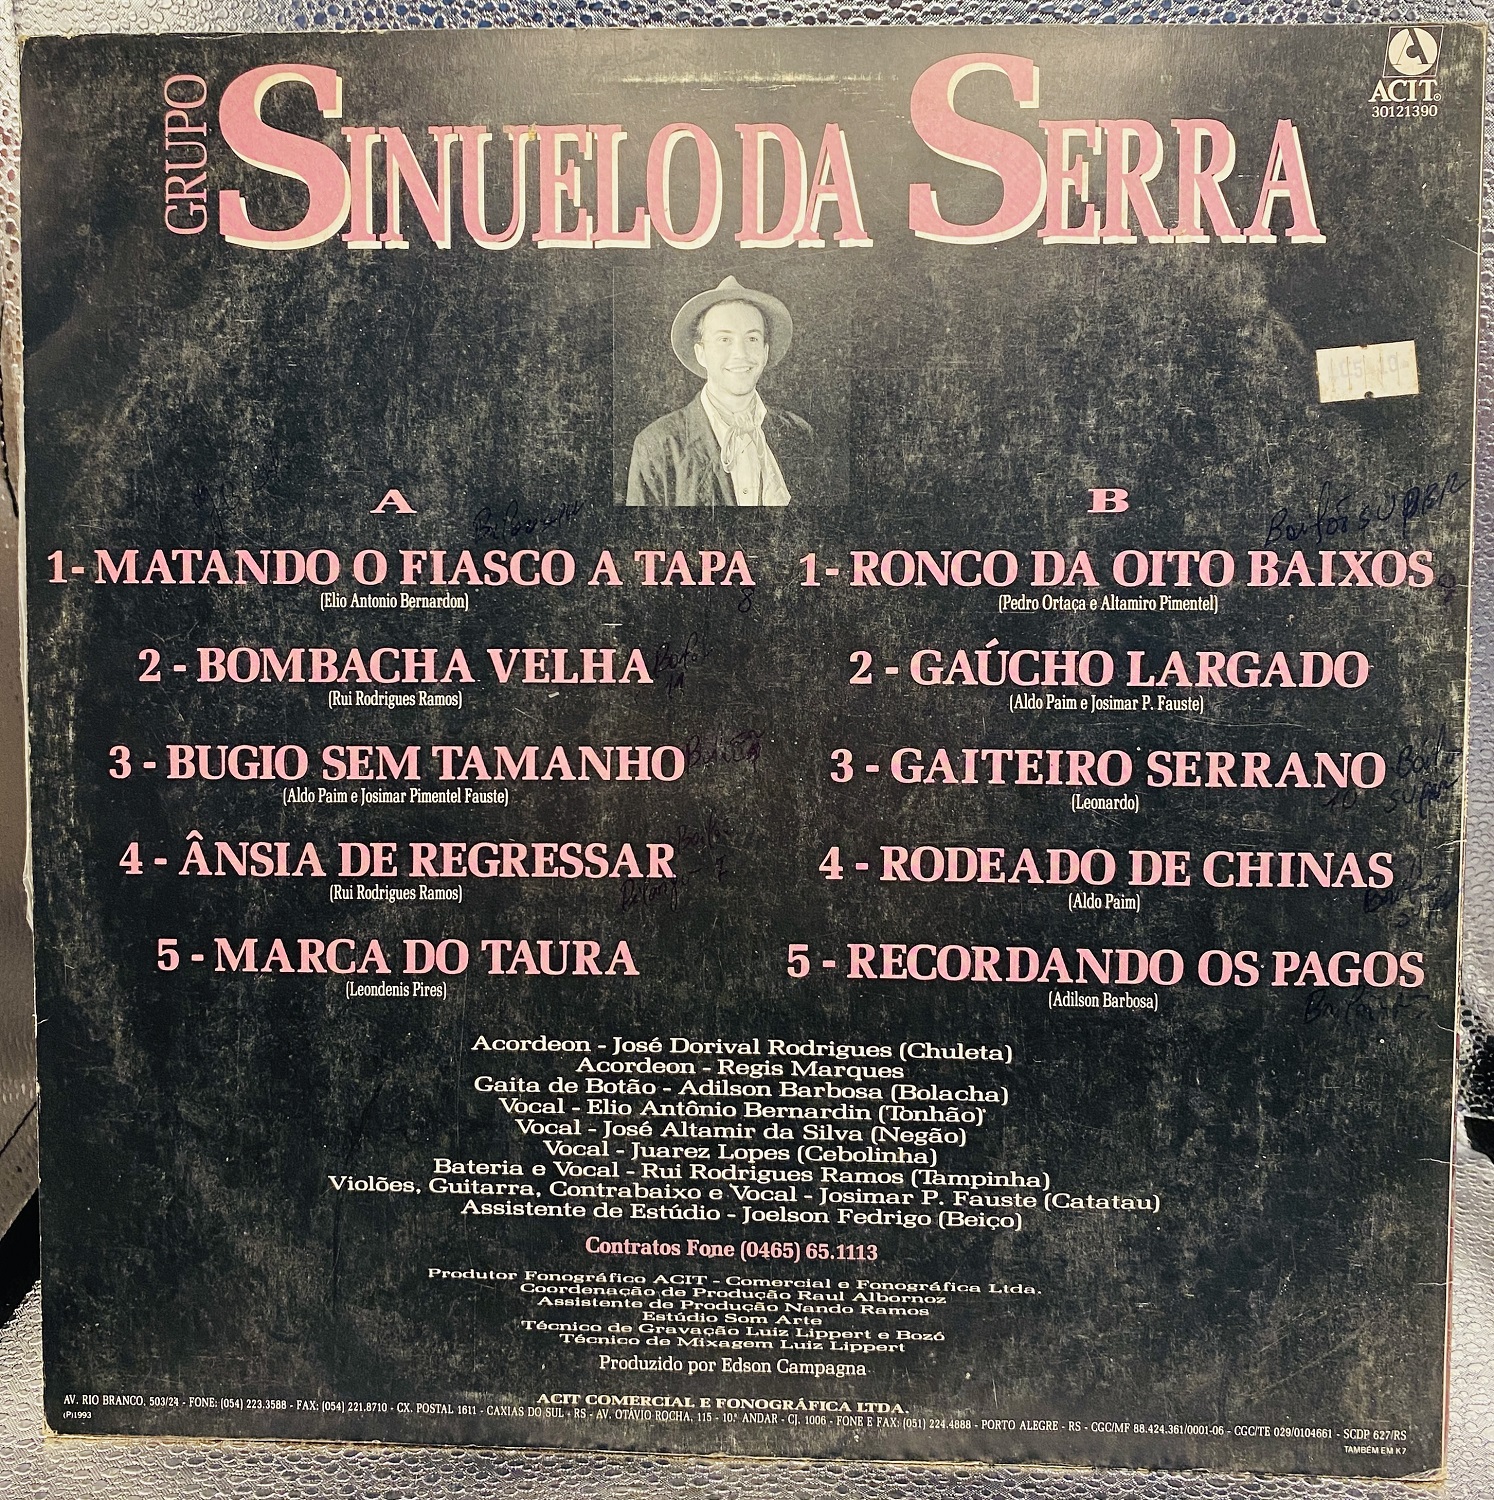 GRUPO
SINUELO DA SERRA
ACIT®
30121390
A
1- MATANDO O FIASCO A TAPA
(Elio Antonio Bernardon)
8
2 - BOMBACHA VELHA
(Rui Rodrigues Ramos)
11
3 - BUGIO SEM TAMANHO
(Aldo Paim e Josimar Pimentel Fauste)
4 - ÂNSIA DE REGRESSAR
(Rui Rodrigues Ramos)
7
5 - MARCA DO TAURA
(Leondenis Pires)
B
SUPER
1- RONCO DA OITO BAIXOS
(Pedro Ortaça e Altamiro Pimentel)
2 - GAÚCHO LARGADO
(Aldo Paim e Josimar P. Fauste)
3 - GAITEIRO SERRANO
(Leonardo)
10 super
4 - RODEADO DE CHINAS
(Aldo Paim)
5 - RECORDANDO OS PAGOS
(Adilson Barbosa)
Acordeon - José Dorival Rodrigues (Chuleta)
Acordeon - Regis Marques
Gaita de Botão - Adilson Barbosa (Bolacha)
Vocal - Elio Antônio Bernardin (Tonhão)
Vocal - José Altamir da Silva (Negão)
Vocal - Juarez Lopes (Cebolinha)
Bateria e Vocal - Rui Rodrigues Ramos (Tampinha)
Violões, Guitarra, Contrabaixo e Vocal - Josimar P. Fauste (Catatau)
Assistente de Estúdio - Joelson Fedrigo (Beiço)
Contratos Fone (0465) 65.1113
Produtor Fonográfico ACIT - Comercial e Fonográfica Ltda.
Coordenação de Produção Raul Albornoz
Assistente de Produção Nando Ramos
Estúdio Som Arte
Técnico de Gravação Luiz Lippert e Bozó
Técnico de Mixagem Luiz Lippert
Produzido por Edson Campagna
ACIT COMERCIAL E FONOGRÁFICA LTDA.
AV. RIO BRANCO, 503/24 - FONE: (054) 223.3588 - FAX: (054) 221.8710 - CX. POSTAL 1611 - CAXIAS DO SUL - RS - AV. OTÁVIO ROCHA, 115 - 10.º ANDAR - CJ. 1006 - FONE E FAX: (051) 224.4888 - PORTO ALEGRE - RS - CGC/MF 88.424.361/0001-06 - CGC/TE 029/0104661 - SCDP 627/RS
(P)1993
TAMBÉM EM K7